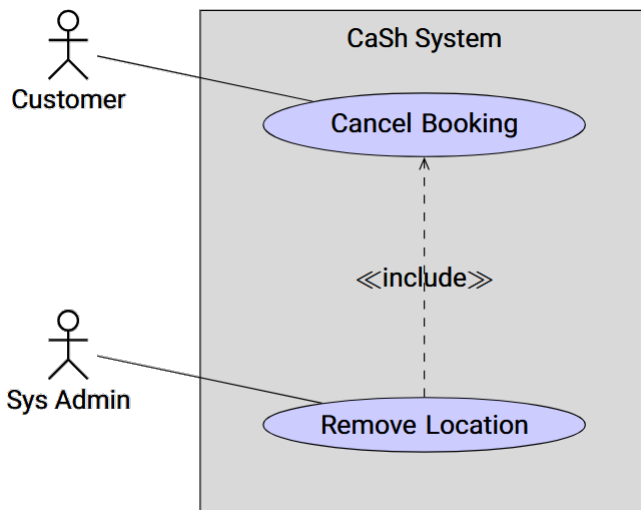 CaSh System
Customer
Cancel Booking
≪include≫
Sys Admin
Remove Location